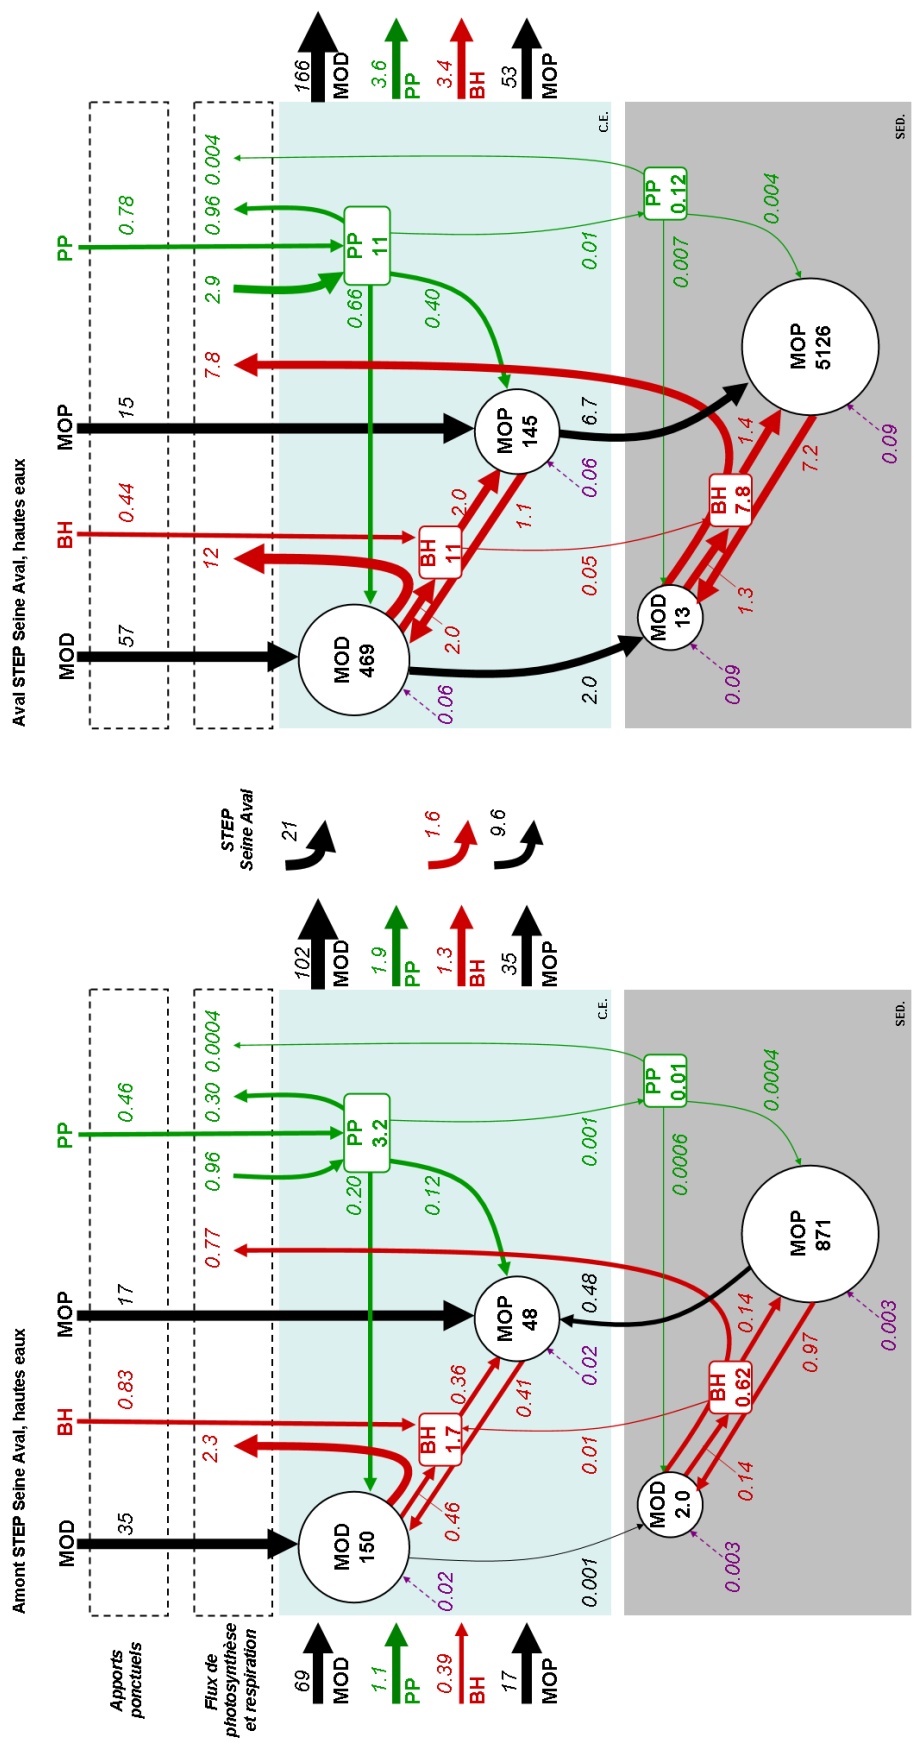 Amont STEP Seine Aval, hautes eaux
Aval STEP Seine Aval, hautes eaux
Apports
ponctuels
MOD
35
BH
0.83
MOP
17
PP
0.46
MOD
57
BH
0.44
MOP
15
PP
0.78
Flux de
photosynthèse
et respiration
2.3
0.77
0.96
0.30
0.0004
STEP
Seine Aval
12
7.8
2.9
0.96
0.004
69
MOD
1.1
PP
0.39
BH
17
MOP
MOD
150
PP
3.2
0.20
0.12
BH
1.7
0.46
0.36
0.41
MOP
48
0.02
0.02
0.001
0.01
0.48
0.001
C.E.
MOD
2.0
PP
0.01
0.0006
0.0004
BH
0.62
0.14
0.14
0.97
MOP
871
0.003
0.003
SED.
102
MOD
1.9
PP
1.3
BH
35
MOP
21
1.6
9.6
MOD
469
PP
11
0.66
0.40
BH
11
2.0
2.0
1.1
MOP
145
0.06
0.06
2.0
0.05
6.7
0.01
C.E.
MOD
13
PP
0.12
0.007
0.004
BH
7.8
1.3
1.4
7.2
MOP
5126
0.09
0.09
SED.
166
MOD
3.6
PP
3.4
BH
53
MOP